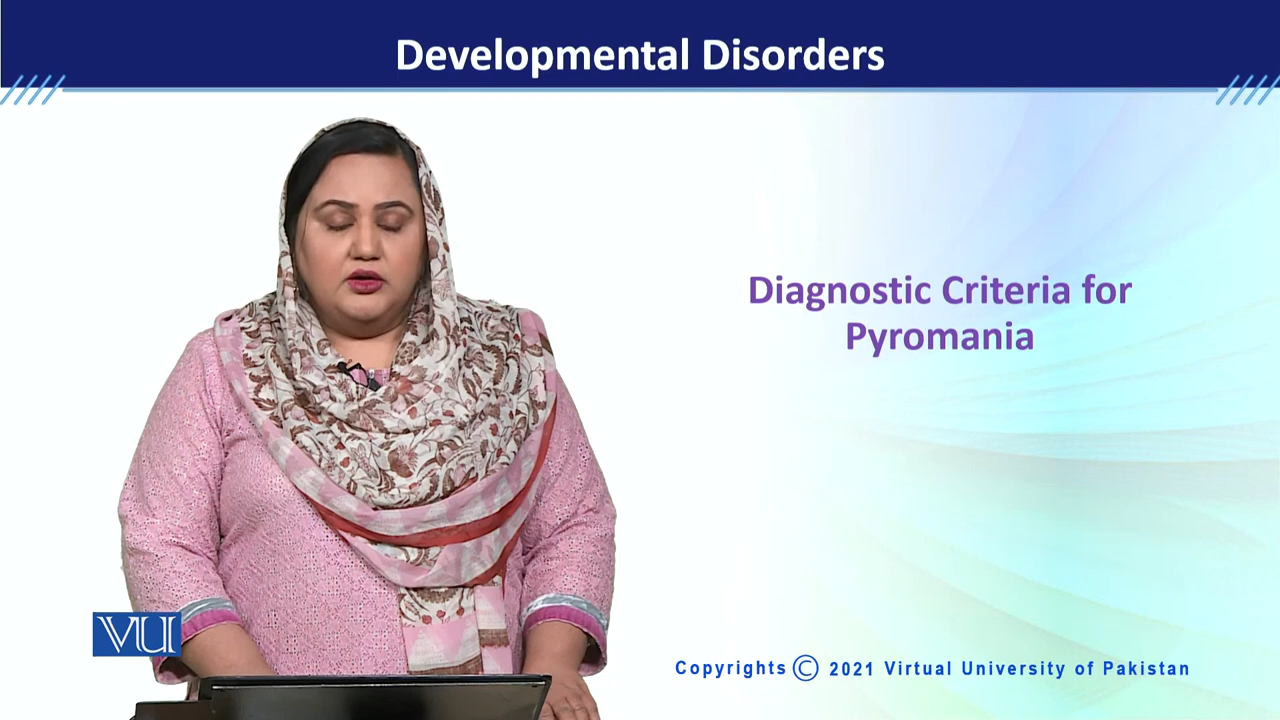 Developmental Disorders
Diagnostic Criteria for
Pyromania
VU
Copyrights © 2021 Virtual University of Pakistan